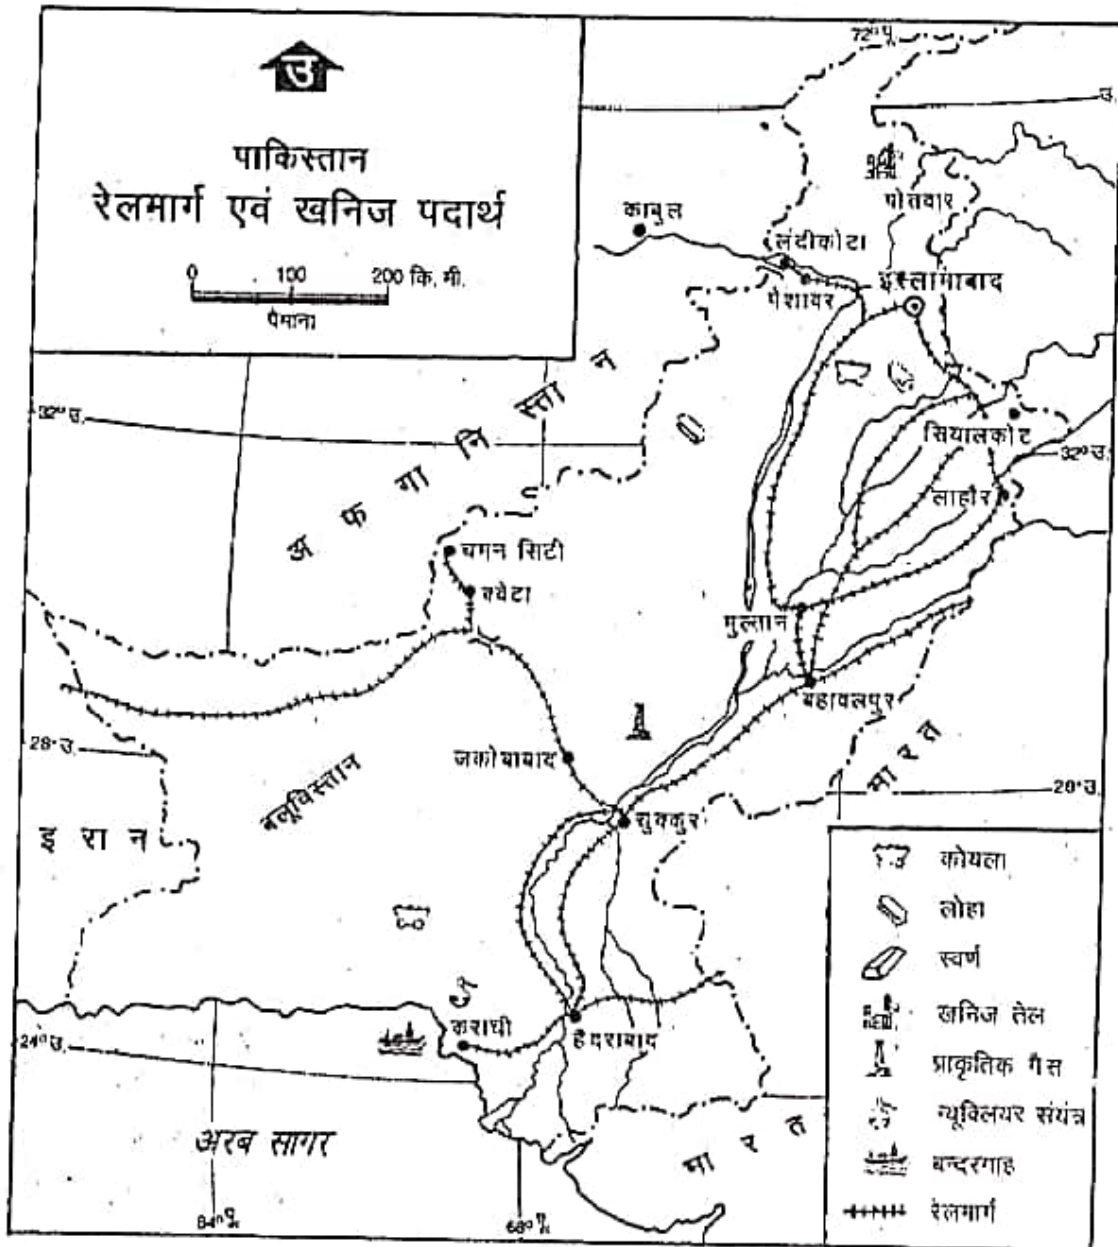 उ
पाकिस्तान
रेलमार्ग एवं खनिज पदार्थ
0 100 200 कि. मी.
पैमाना
72° पू.
उ.
पोतवार
काबुल
लंदीकोटा
पेशावर
इस्लामाबाद
अफगानिस्तान
32° उ.
सियालकोट
32° उ.
लाहौर
चमन सिटी
क्वेटा
मुल्तान
बहावलपुर
28° उ.
जकोबाबाद
भारत
सुक्कुर
बलूचिस्तान
इरान
कराची
हैदराबाद
24° उ.
अरब सागर
भारत
64° पू.
68° पू.
कोयला
लोहा
स्वर्ण
खनिज तेल
प्राकृतिक गैस
न्यूक्लियर संयंत्र
बन्दरगाह
रेलमार्ग